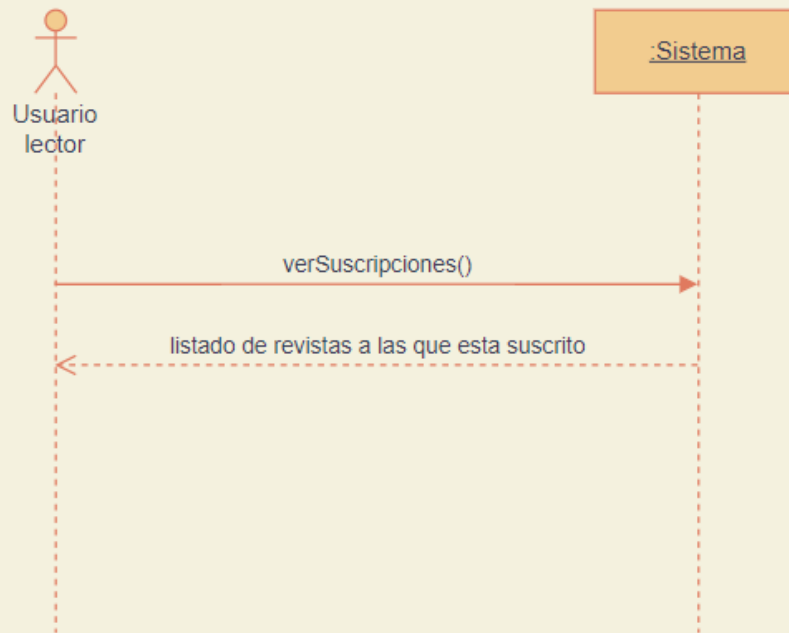 Usuario
lector
:Sistema
verSuscripciones()
listado de revistas a las que esta suscrito